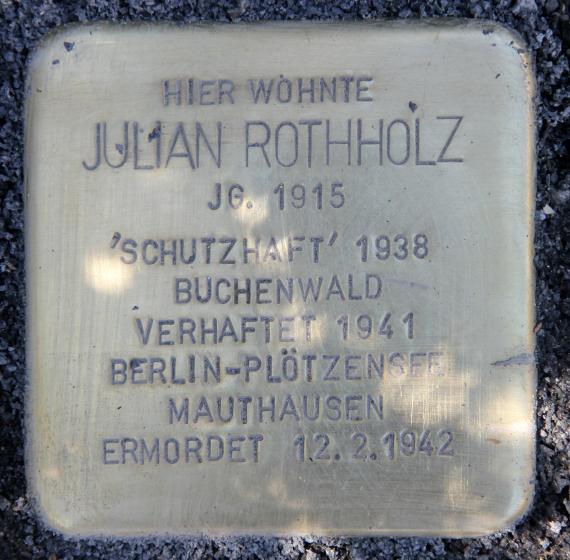 HIER WOHNTE
JULIAN ROTHHOLZ
JG. 1915
'SCHUTZHAFT' 1938
BUCHENWALD
VERHAFTET 1941
BERLIN-PLÖTZENSEE
MAUTHAUSEN
ERMORDET 12.2.1942